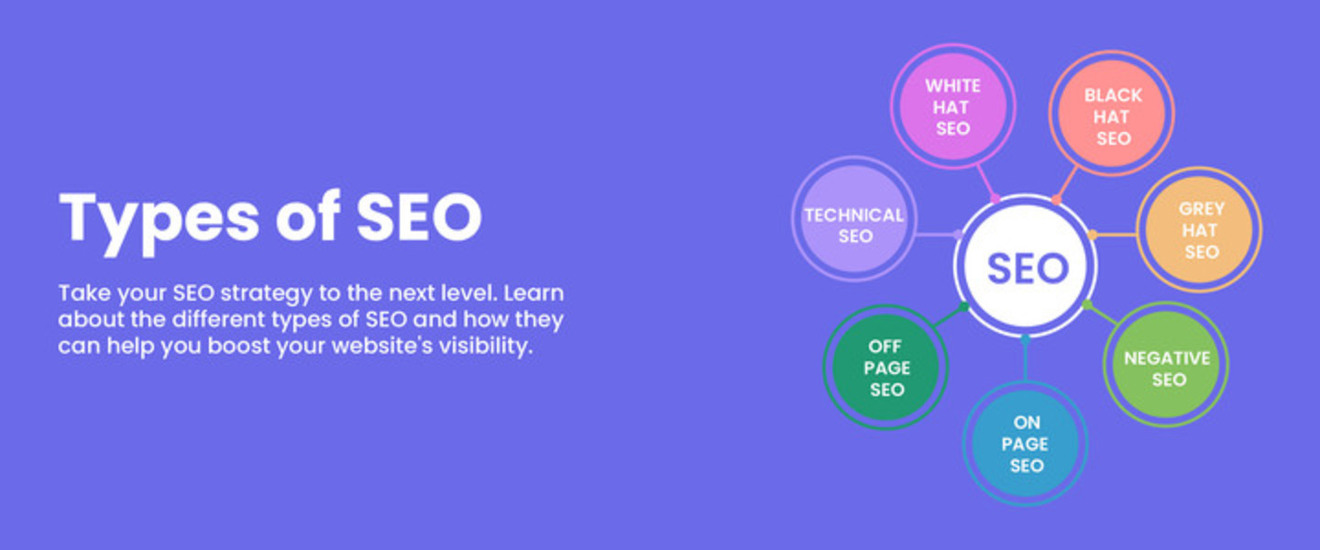 Types of SEO
Take your SEO strategy to the next level. Learn
about the different types of SEO and how they
can help you boost your website's visibility.
WHITE
HAT
SEO
BLACK
HAT
SEO
TECHNICAL
SEO
GREY
HAT
SEO
SEO
OFF
PAGE
SEO
NEGATIVE
SEO
ON
PAGE
SEO